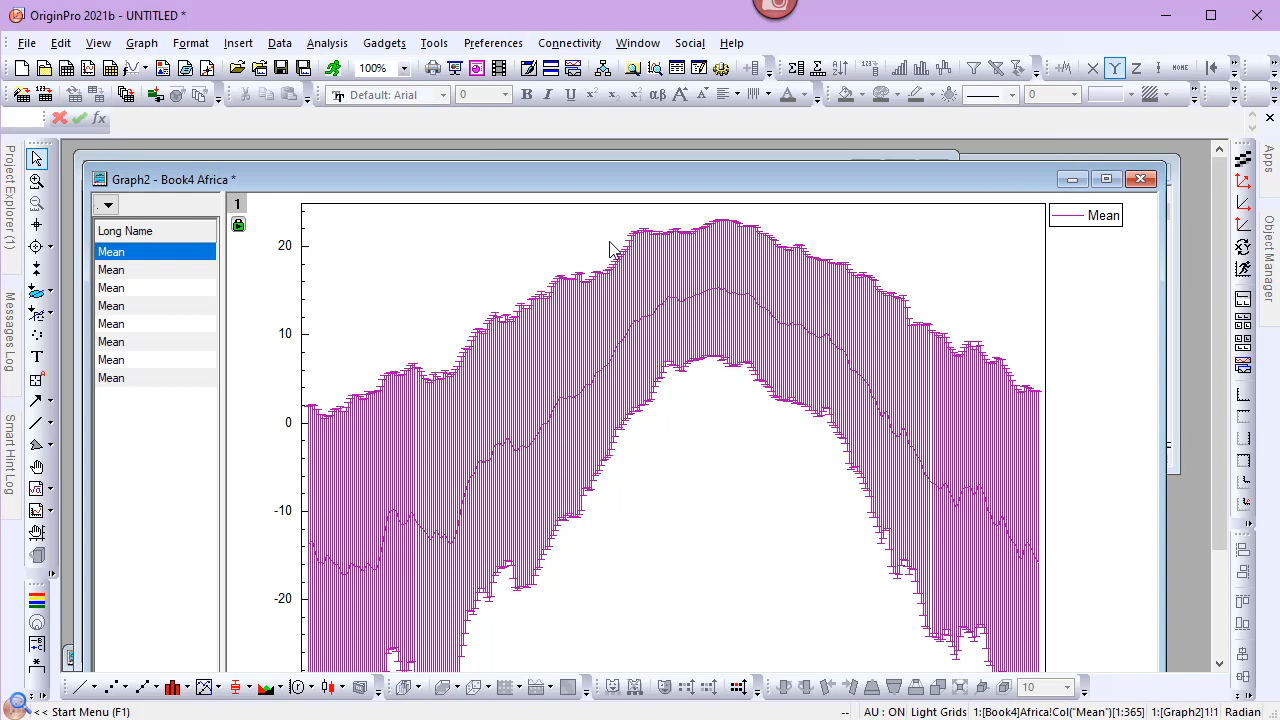 OriginPro 2021b - UNTITLED *
File Edit View Graph Format Insert Data Analysis Gadgets Tools Preferences Connectivity Window Social Help
100% Y Z
Default: Arial 0 B I U αβ A A A 0
fx
Graph2 - Book4 Africa *
1
Long Name
Mean
Mean
Mean
Mean
Mean
Mean
Mean
Mean
20
10
0
-10
-20
Mean
Project Explorer (1)
Messages Log
Smart Hint Log
Apps
Object Manager
10
<< Start Menu (F1) -- AU : ON Light Grids 1:[Book4]Africa!Col("Mean")[1:365] 1:[Graph2]1!1 Radian